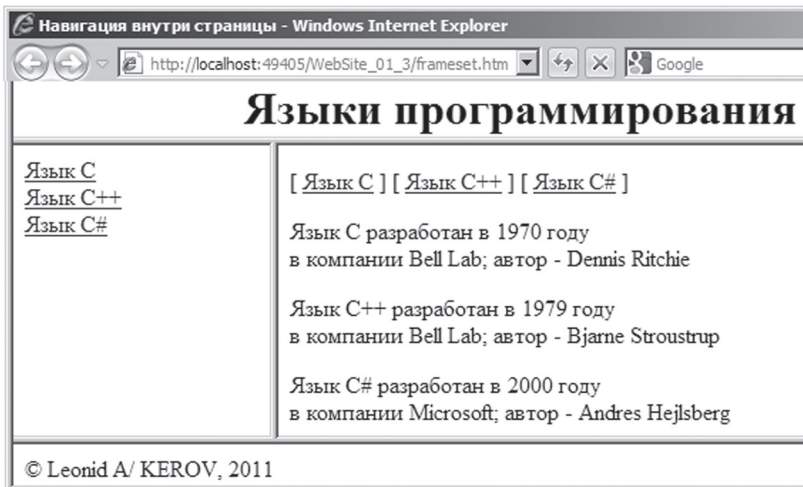 Навигация внутри страницы - Windows Internet Explorer
http://localhost:49405/WebSite_01_3/frameset.htm Google
Языки программирования
Язык C
Язык C++
Язык C#
[ Язык C ] [ Язык C++ ] [ Язык C# ]
Язык C разработан в 1970 году
в компании Bell Lab; автор - Dennis Ritchie
Язык C++ разработан в 1979 году
в компании Bell Lab; автор - Bjarne Stroustrup
Язык C# разработан в 2000 году
в компании Microsoft; автор - Andres Hejlsberg
© Leonid A/ KEROV, 2011